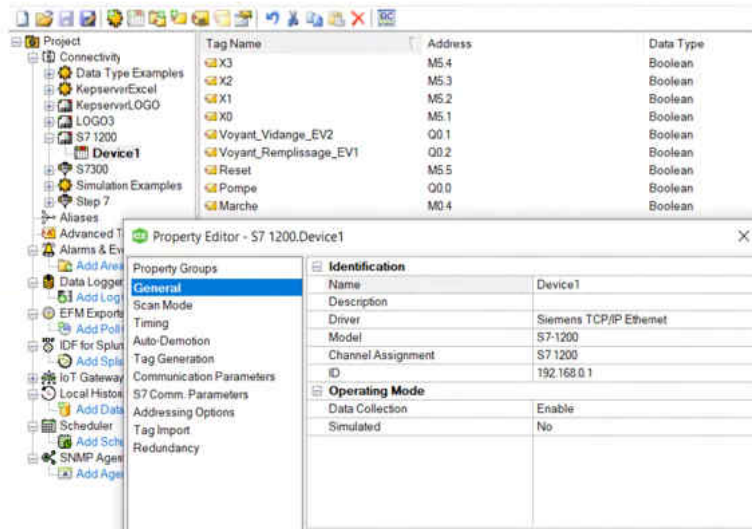 Project
Connectivity
Data Type Examples
KepserverExcel
KepserverLOGO
LOGO3
S7 1200
Device1
S7300
Simulation Examples
Step 7
Aliases
Advanced T
Alarms & Ev
Add Area
Data Logger
Add Log
EFM Exporte
Add Poll
IDF for Splun
Add Splu
IoT Gateway
Local Histori
Add Data
Scheduler
Add Sche
SNMP Agen
Add Agen
Tag Name Address Data Type
X3 M5.4 Boolean
X2 M5.3 Boolean
X1 M5.2 Boolean
X0 M5.1 Boolean
Voyant_Vidange_EV2 Q0.1 Boolean
Voyant_Remplissage_EV1 Q0.2 Boolean
Reset M5.5 Boolean
Pompe Q0.0 Boolean
Marche M0.4 Boolean
Property Editor - S7 1200.Device1
Property Groups
General
Scan Mode
Timing
Auto-Demotion
Tag Generation
Communication Parameters
S7 Comm. Parameters
Addressing Options
Tag Import
Redundancy
Identification
Name Device1
Description
Driver Siemens TCP/IP Ethernet
Model S7-1200
Channel Assignment S7 1200
ID 192.168.0.1
Operating Mode
Data Collection Enable
Simulated No